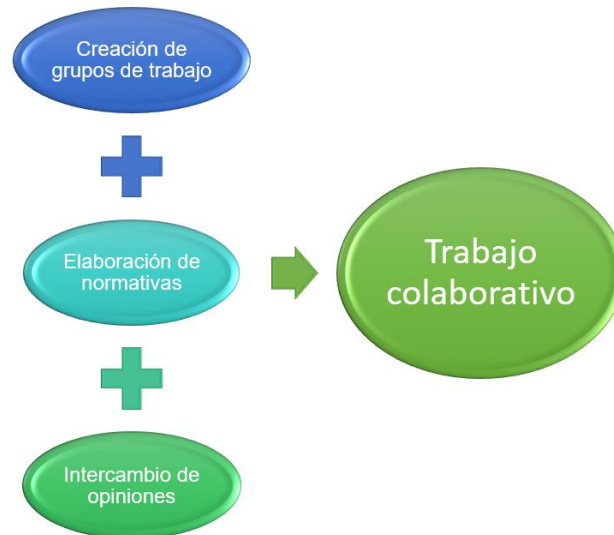 Creación de
grupos de trabajo
Elaboración de
normativas
Trabajo
colaborativo
Intercambio de
opiniones